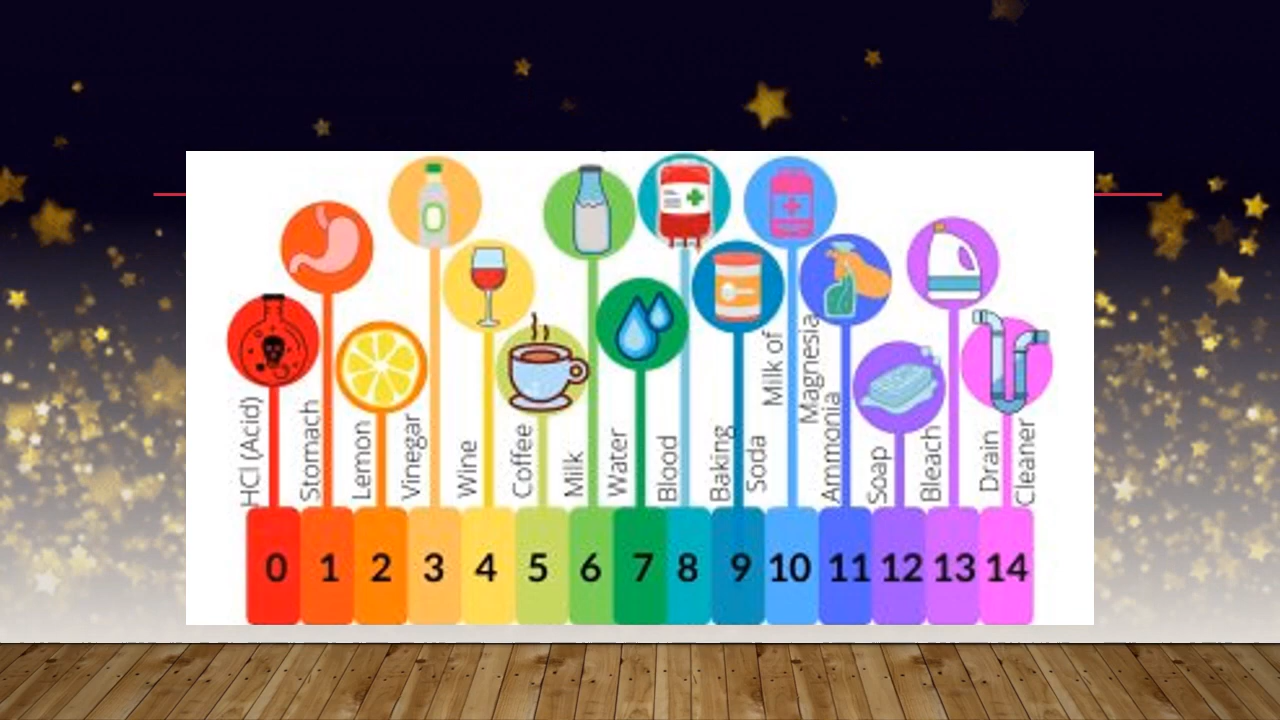 HCl (Acid)
Stomach
Lemon
Vinegar
Wine
Coffee
Milk
Water
Blood
Baking
Soda
Milk of
Magnesia
Ammonia
Soap
Bleach
Drain
Cleaner
0 1 2 3 4 5 6 7 8 9 10 11 12 13 14